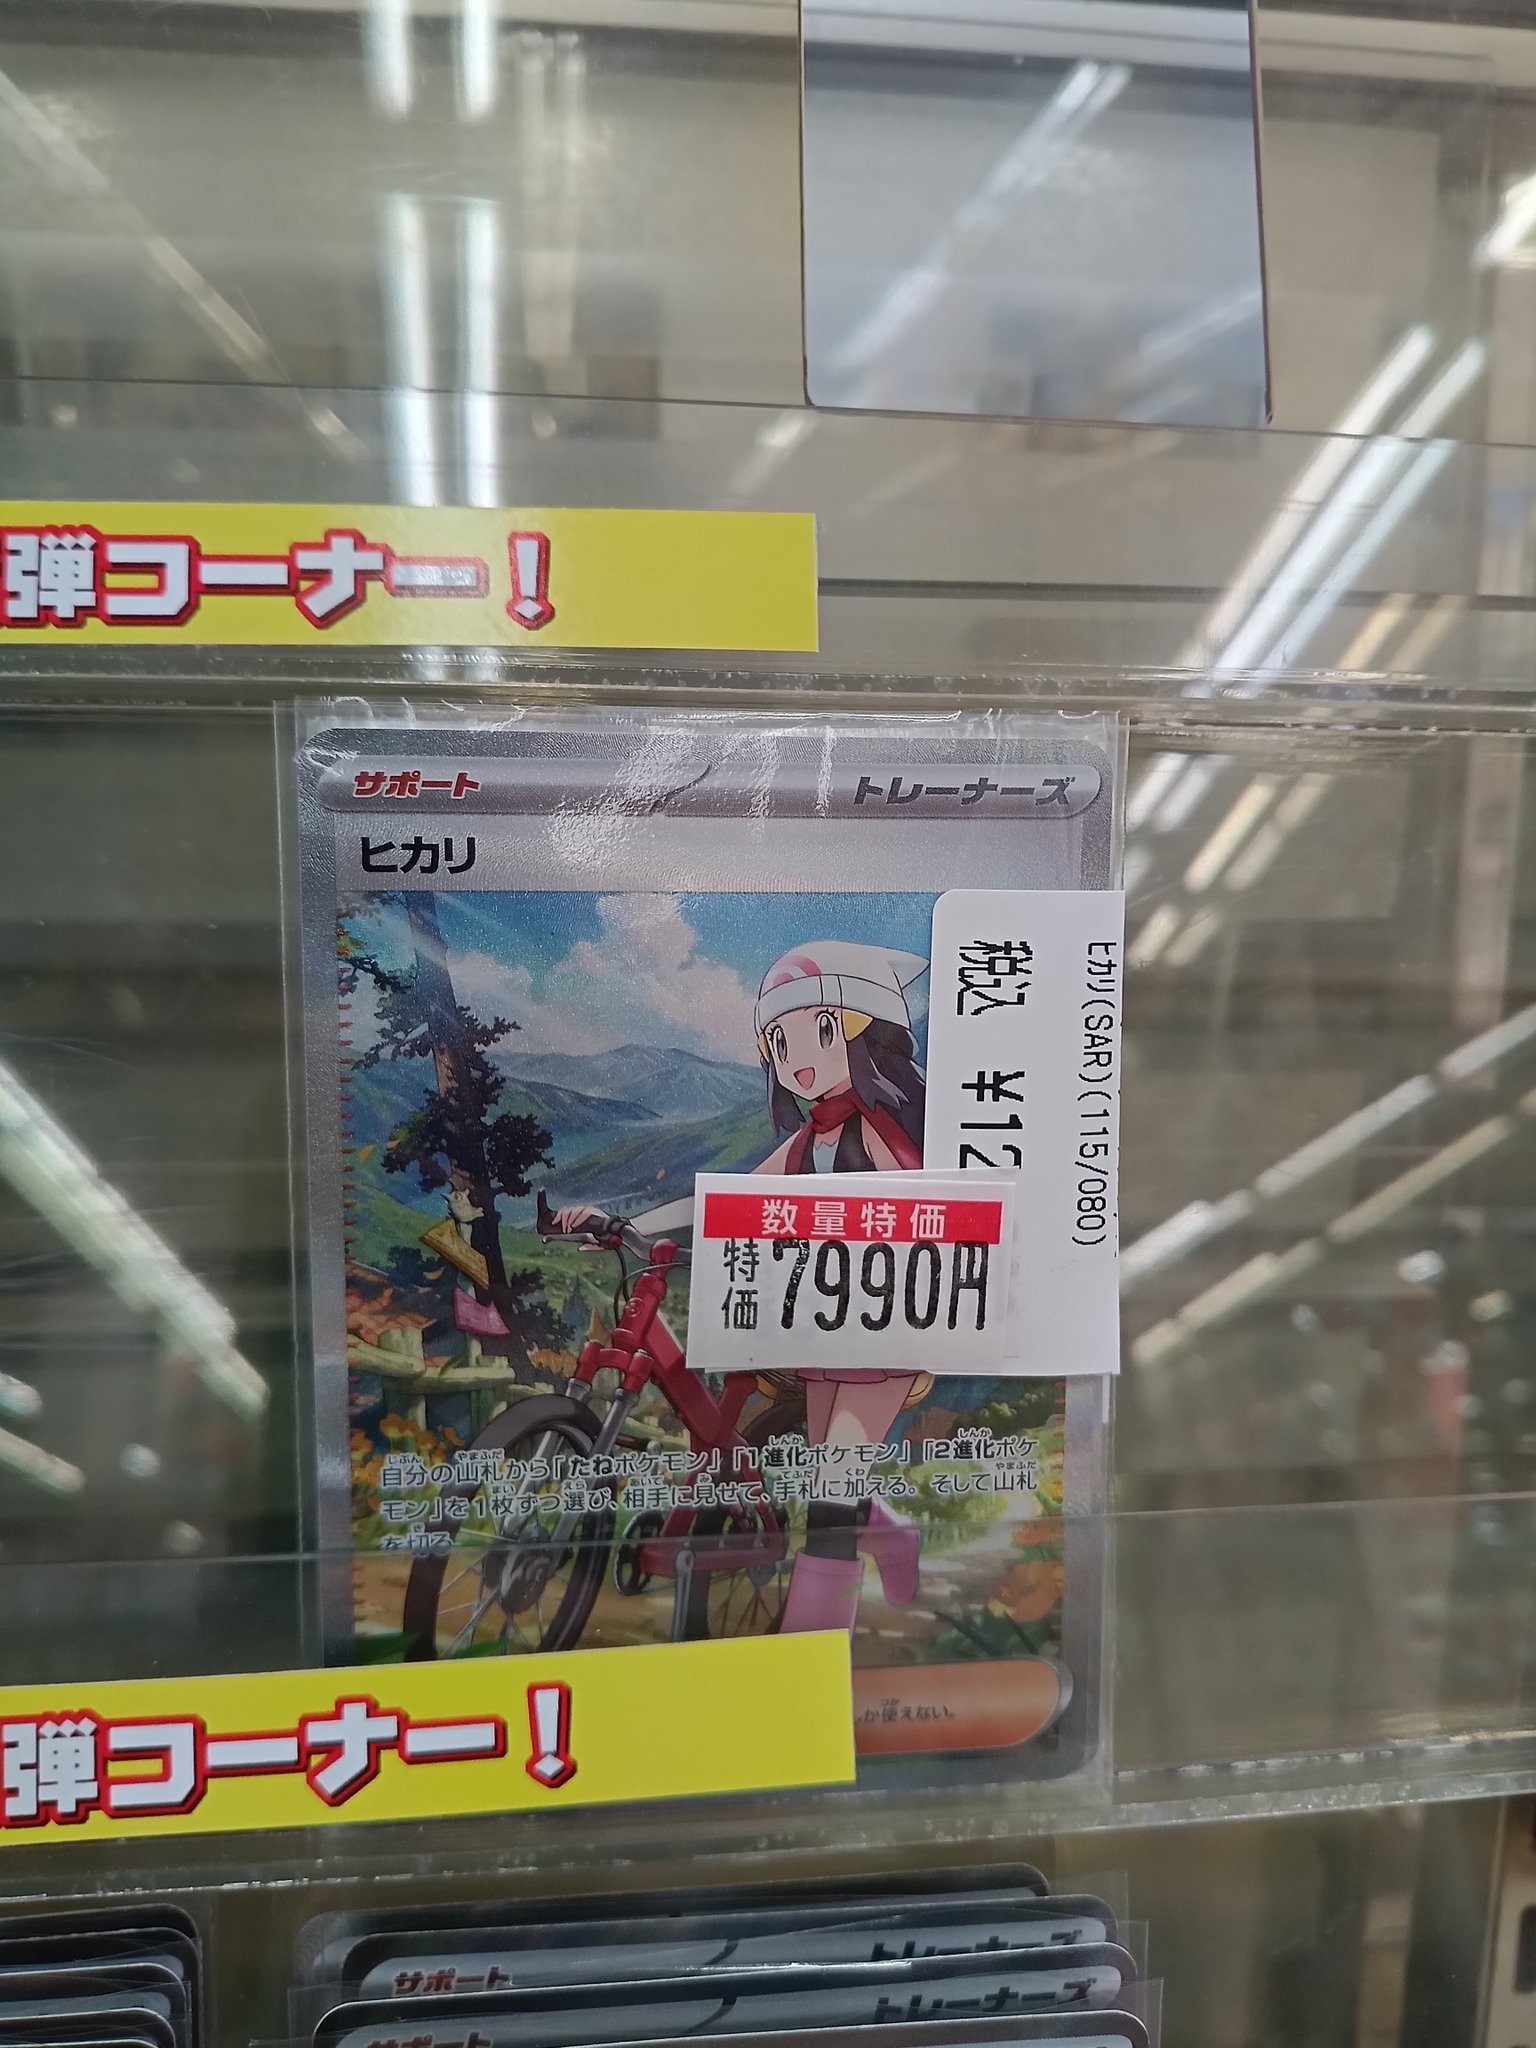 弾コーナー!
サポート
トレーナーズ
ヒカリ
ヒカリ(SAR)(115/080)
税込 ¥12
数量特価
特価 7990円
自分の山札から「たねポケモン」「1進化ポケモン」「2進化ポケ
モン」を1枚ずつ選び、相手に見せて、手札に加える。そして山札
を切る
しか使えない。
弾コーナー!
サポート
トレーナーズ
サポート
トレーナーズ